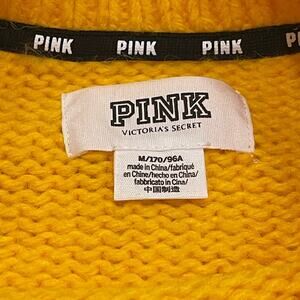 PINK PINK PINK PINK
PINK
VICTORIA'S SECRET
M/170/96A
made in China/fabriqué
en Chine/hecho en China/
fabbricato in Cina/
中国制造